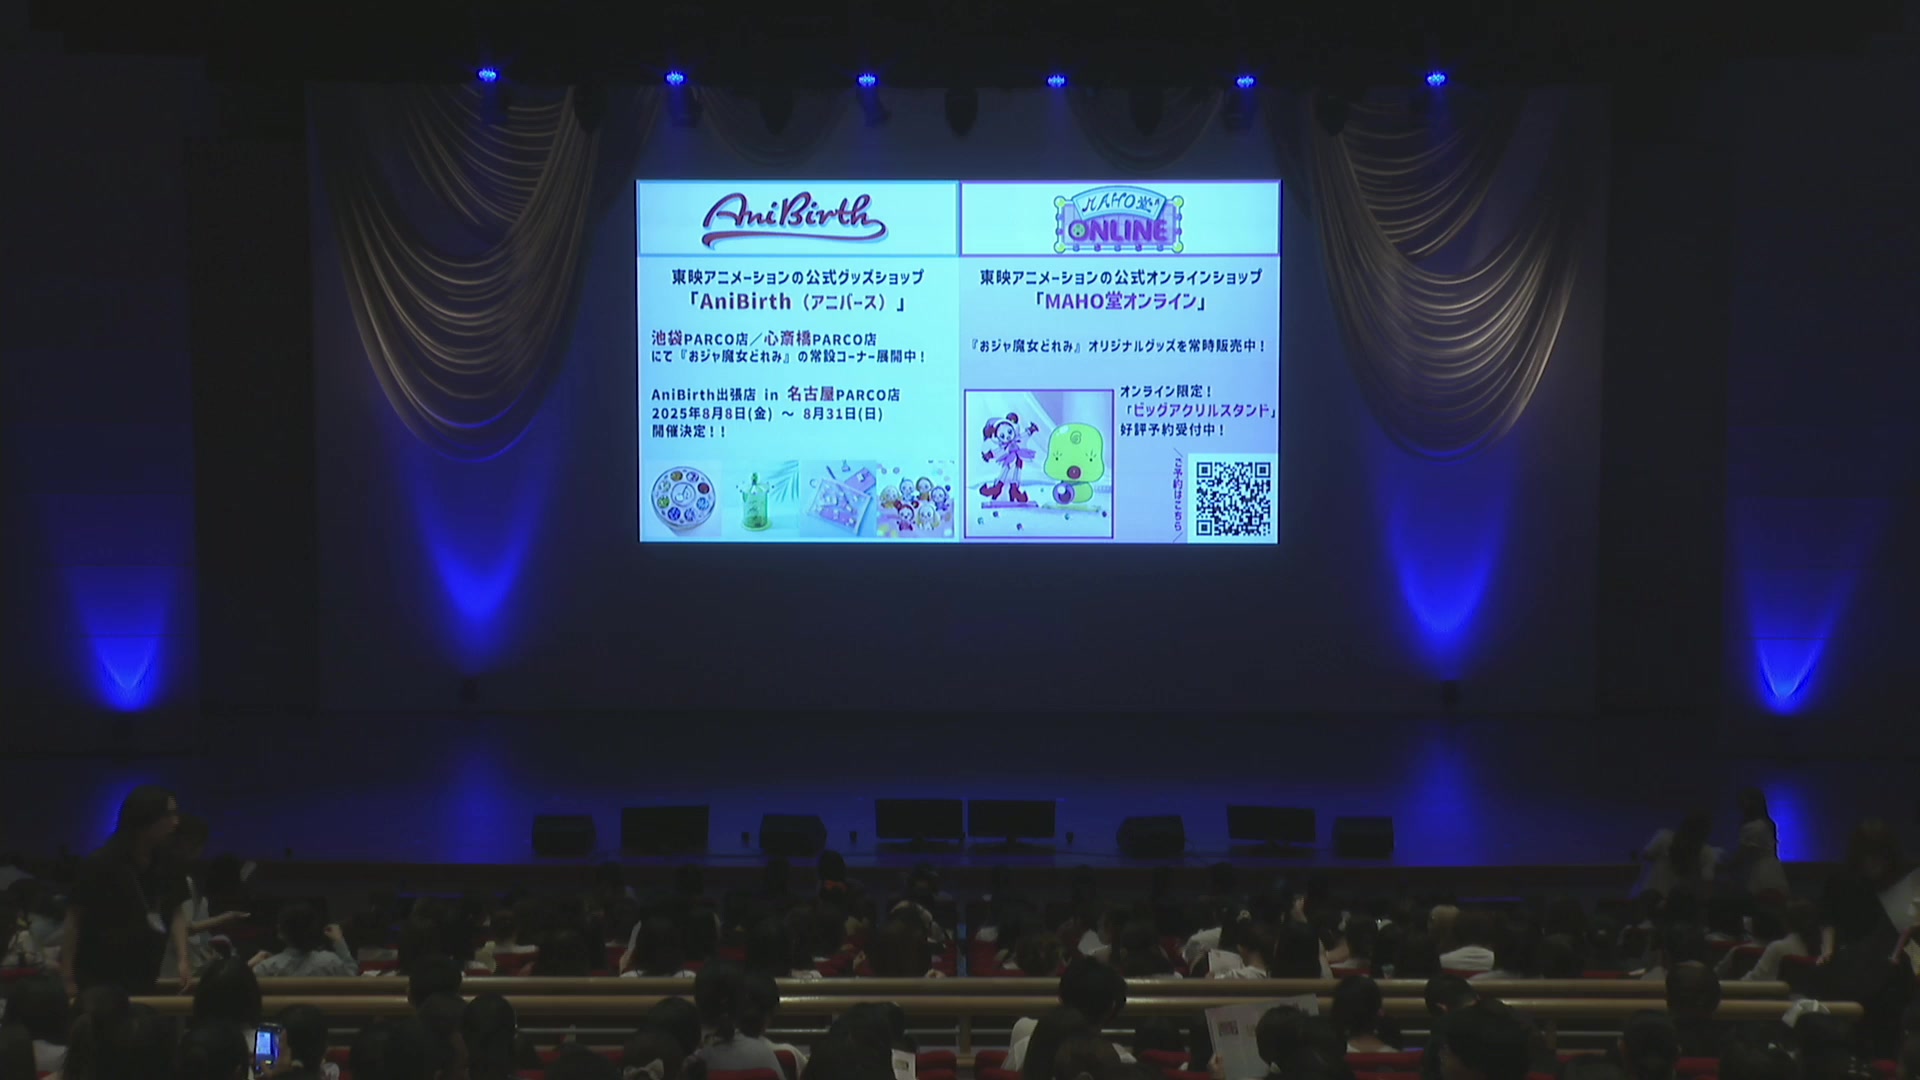 AniBirth
東映アニメーションの公式グッズショップ
「AniBirth（アニバース）」
池袋PARCO店／心斎橋PARCO店
にて『おジャ魔女どれみ』の常設コーナー展開中！
AniBirth出張店 in 名古屋PARCO店
2025年8月8日(金) ～ 8月31日(日)
開催決定！！
MAHO堂
ONLINE
東映アニメーションの公式オンラインショップ
「MAHO堂オンライン」
『おジャ魔女どれみ』オリジナルグッズを常時販売中！
オンライン限定！
「ビッグアクリルスタンド」
好評予約受付中！
＼ご予約はこちら／